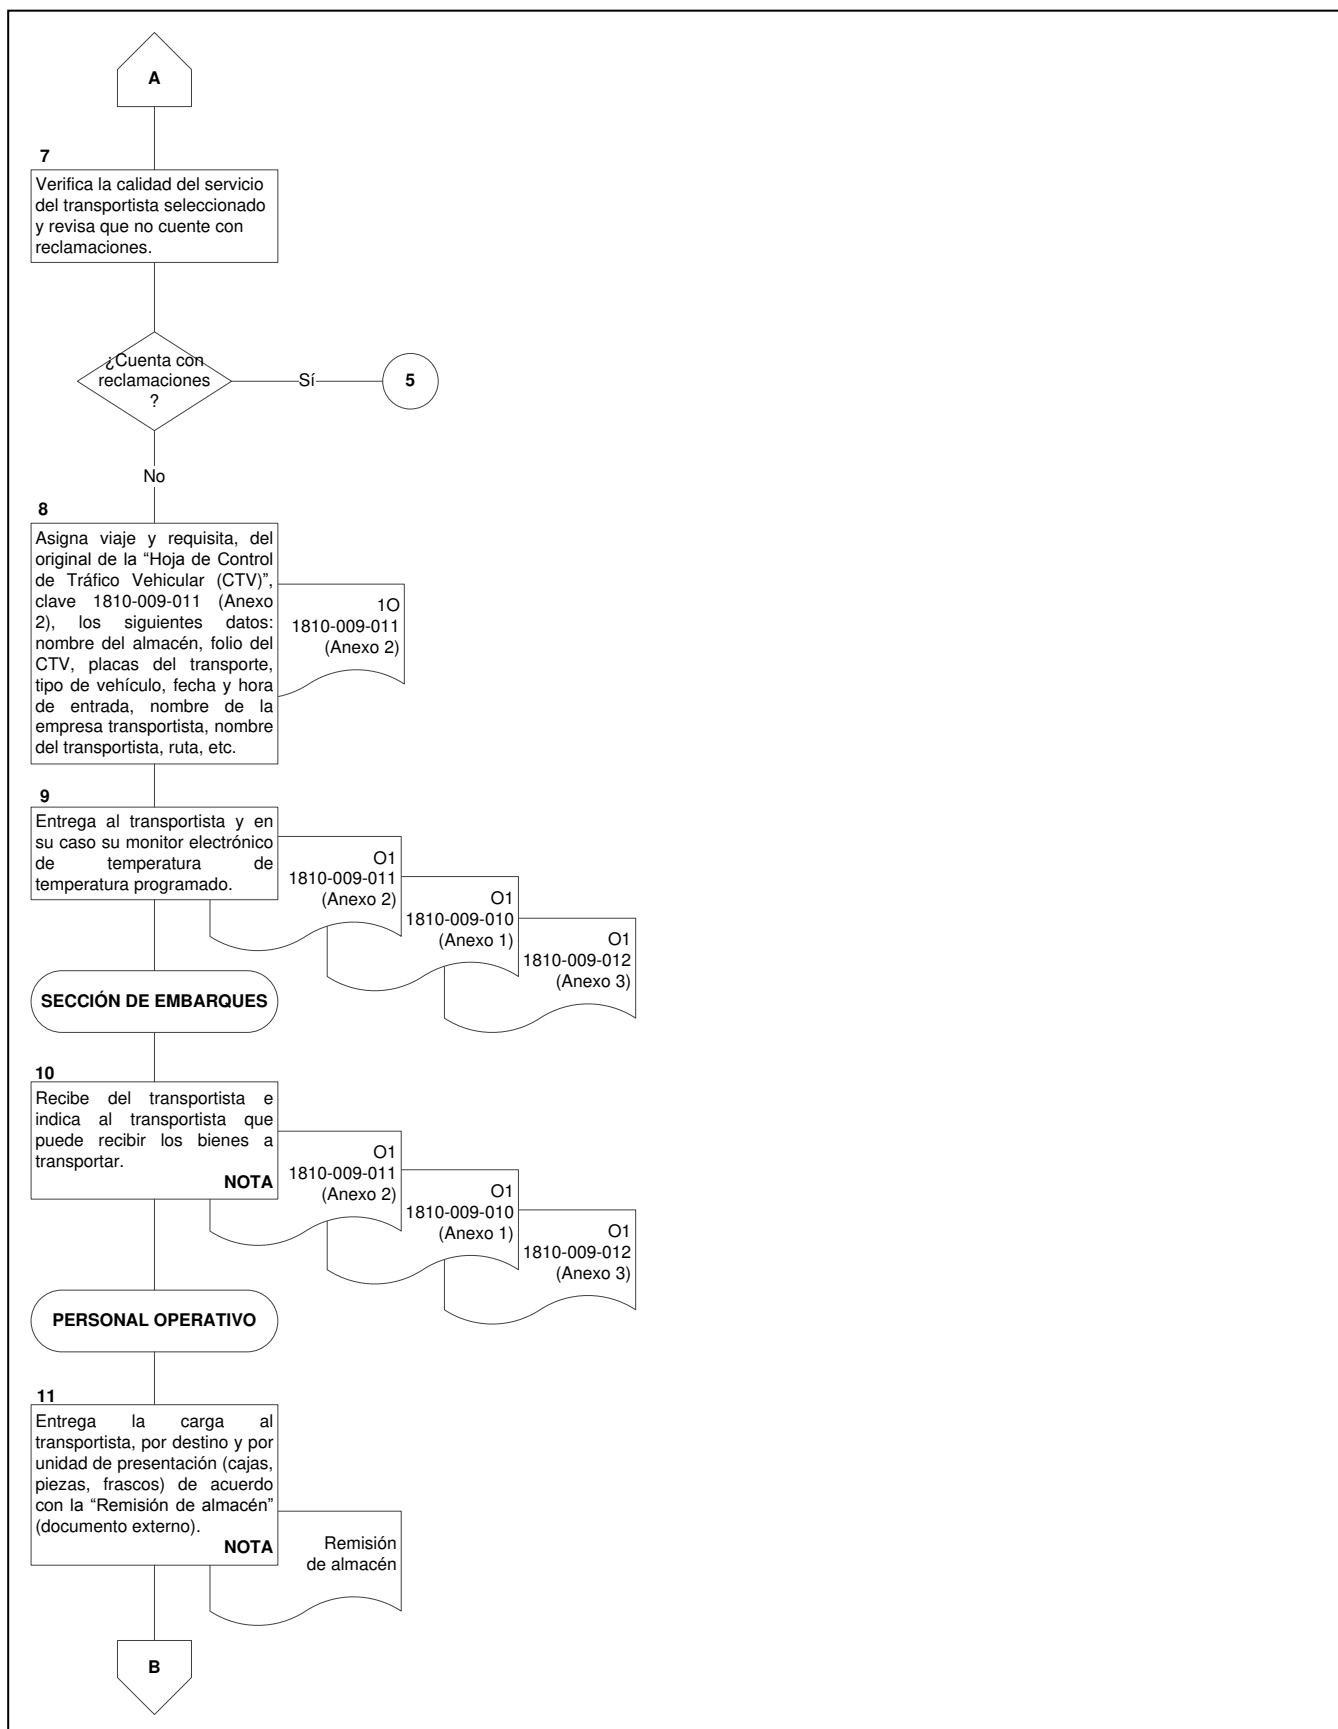 A
7
Verifica la calidad del servicio
del transportista seleccionado
y revisa que no cuente con
reclamaciones.
¿Cuenta con
reclamaciones
?
Sí
5
No
8
Asigna viaje y requisita, del
original de la “Hoja de Control
de Tráfico Vehicular (CTV)”,
clave 1810-009-011 (Anexo
2), los siguientes datos:
nombre del almacén, folio del
CTV, placas del transporte,
tipo de vehículo, fecha y hora
de entrada, nombre de la
empresa transportista, nombre
del transportista, ruta, etc.
1O
1810-009-011
(Anexo 2)
9
Entrega al transportista y en
su caso su monitor electrónico
de temperatura de
temperatura programado.
O1
1810-009-011
(Anexo 2)
O1
1810-009-010
(Anexo 1)
O1
1810-009-012
(Anexo 3)
SECCIÓN DE EMBARQUES
10
Recibe del transportista e
indica al transportista que
puede recibir los bienes a
transportar.
NOTA
O1
1810-009-011
(Anexo 2)
O1
1810-009-010
(Anexo 1)
O1
1810-009-012
(Anexo 3)
PERSONAL OPERATIVO
11
Entrega la carga al
transportista, por destino y por
unidad de presentación (cajas,
piezas, frascos) de acuerdo
con la “Remisión de almacén”
(documento externo).
NOTA
Remisión
de almacén
B